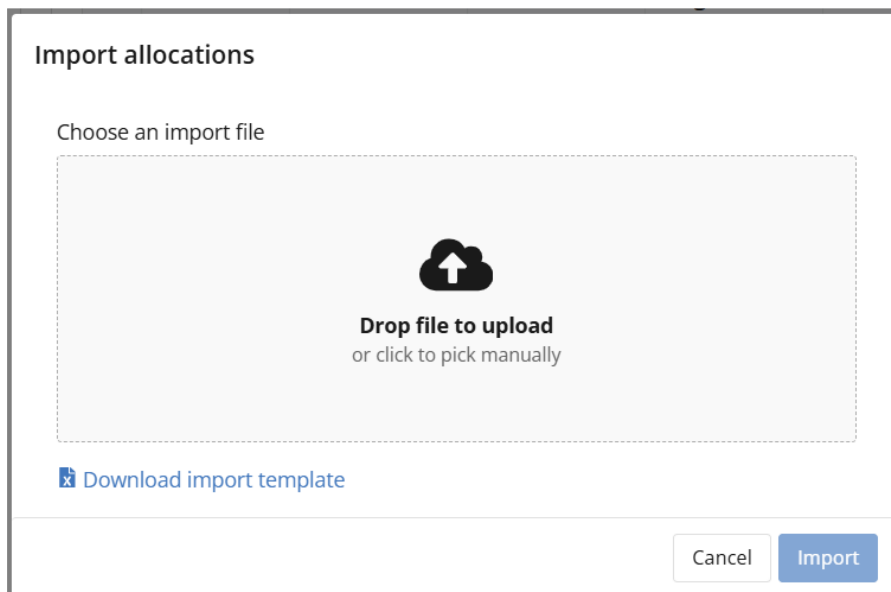 Import allocations
Choose an import file
Drop file to upload
or click to pick manually
Download import template
Cancel Import